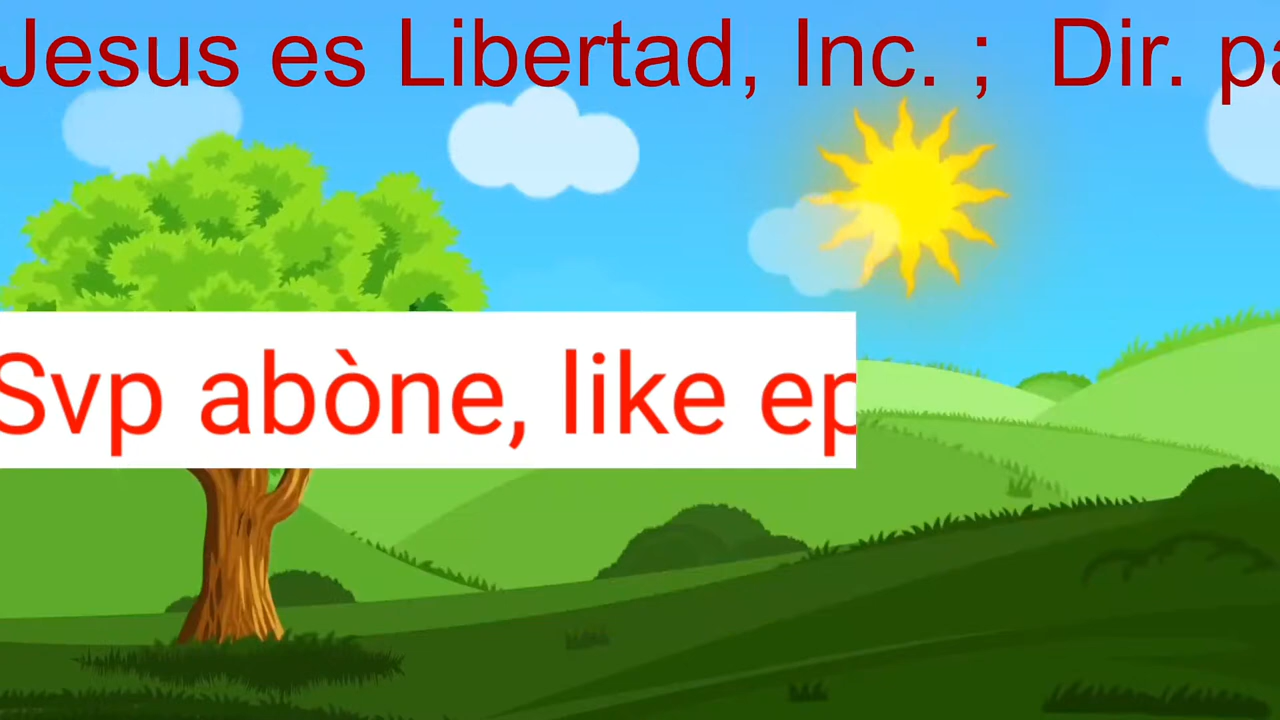 Jesus es Libertad, Inc. ; Dir.
Svp abòne, like